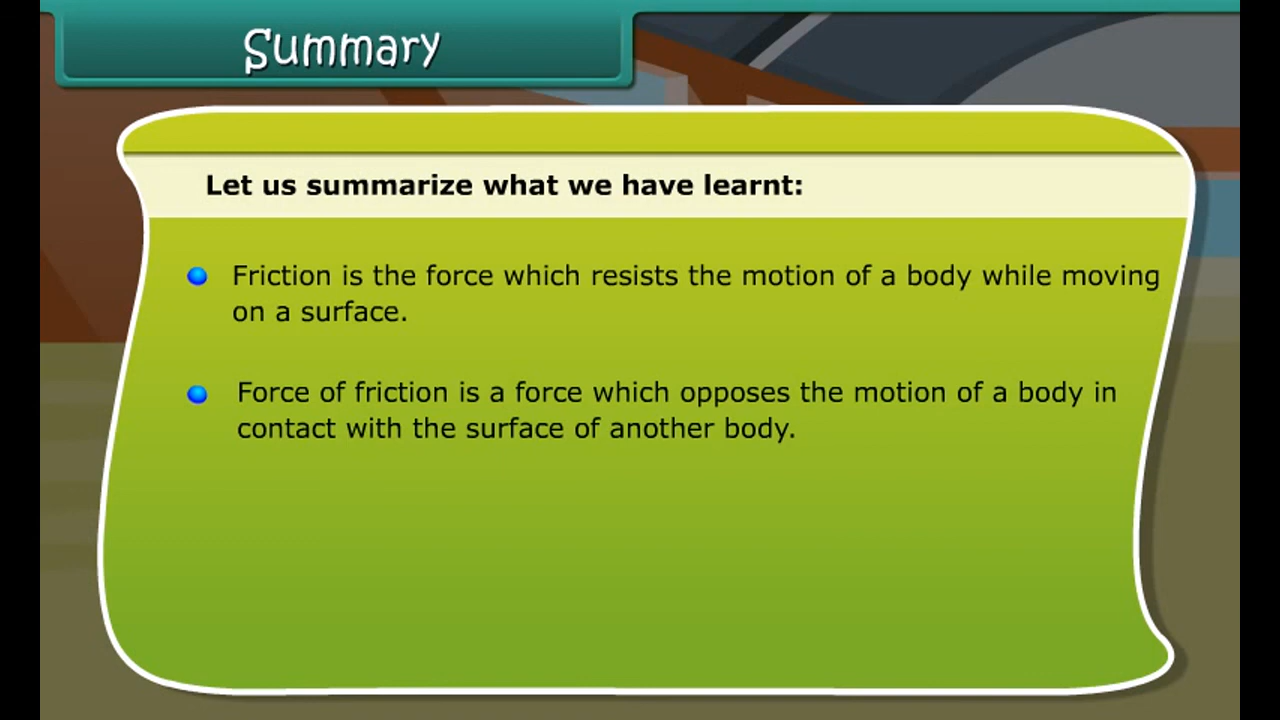 Summary
Let us summarize what we have learnt:
Friction is the force which resists the motion of a body while moving
on a surface.
Force of friction is a force which opposes the motion of a body in
contact with the surface of another body.